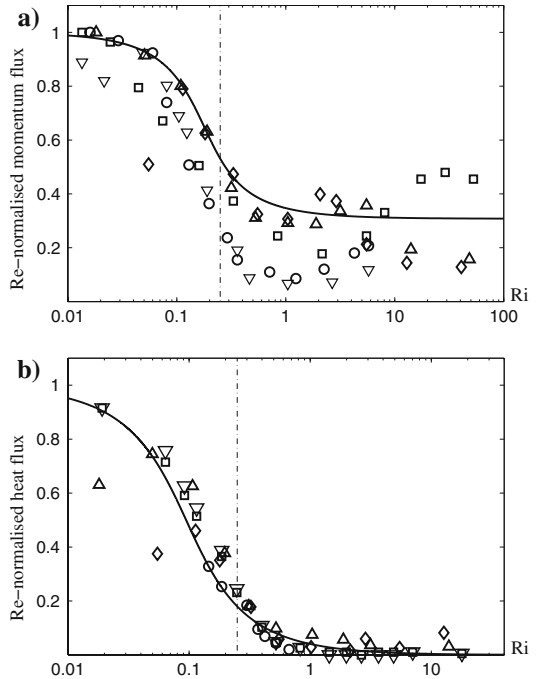 a)
Re-normalised momentum flux
1
0.8
0.6
0.4
0.2
0.01 0.1 1 10 100
Ri
b)
Re-normalised heat flux
1
0.8
0.6
0.4
0.2
0.01 0.1 1 10
Ri